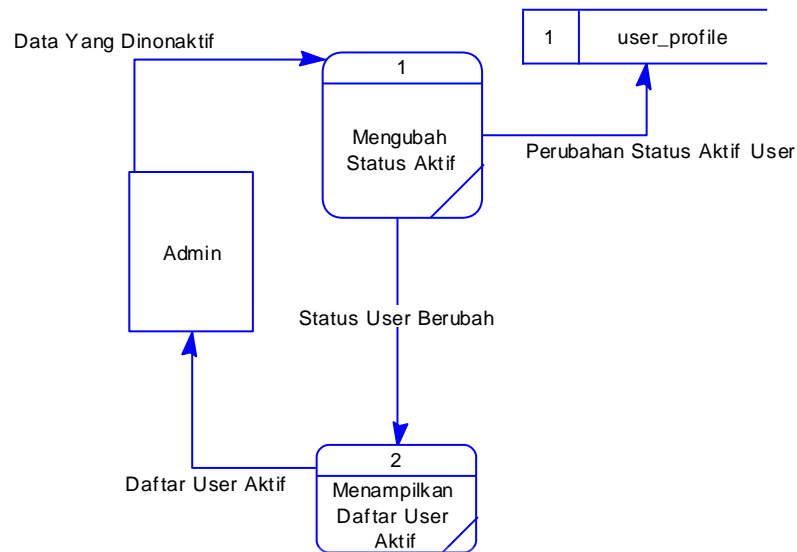 Data Yang Dinonaktif
1
1
user_profile
Mengubah
Status Aktif
Perubahan Status Aktif User
Admin
Status User Berubah
2
Daftar User Aktif
Menampilkan
Daftar User
Aktif